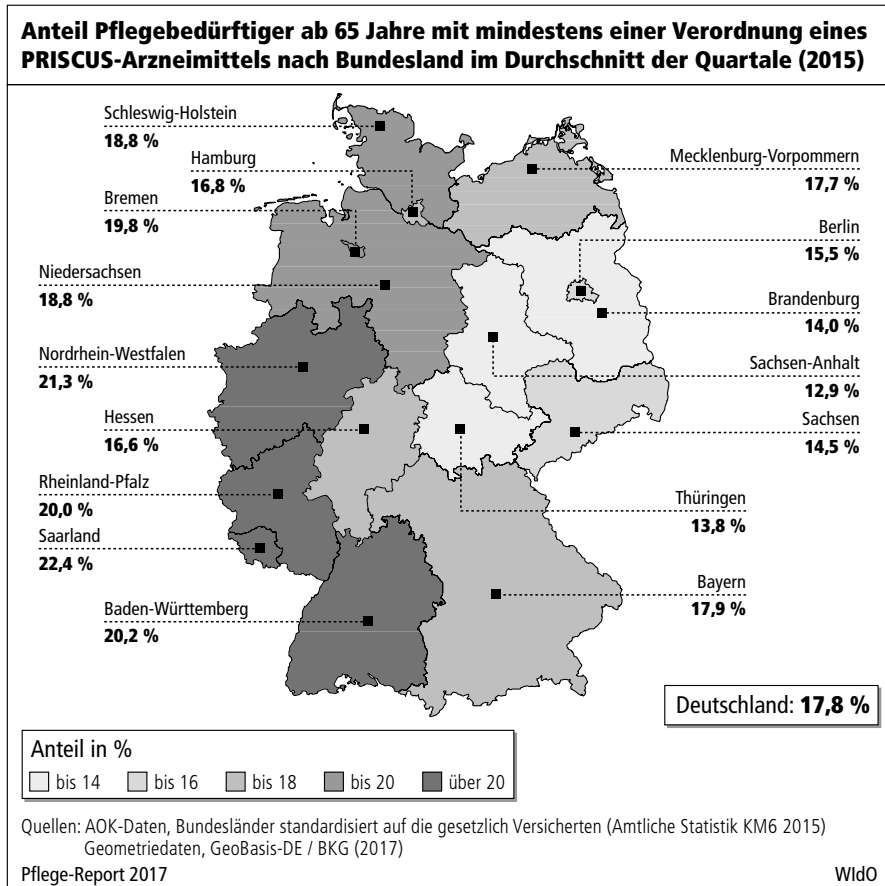 Anteil Pflegebedürftiger ab 65 Jahre mit mindestens einer Verordnung eines
PRISCUS-Arzneimittels nach Bundesland im Durchschnitt der Quartale (2015)
Schleswig-Holstein
18,8 %
Hamburg
16,8 %
Bremen
19,8 %
Niedersachsen
18,8 %
Nordrhein-Westfalen
21,3 %
Hessen
16,6 %
Rheinland-Pfalz
20,0 %
Saarland
22,4 %
Baden-Württemberg
20,2 %
Mecklenburg-Vorpommern
17,7 %
Berlin
15,5 %
Brandenburg
14,0 %
Sachsen-Anhalt
12,9 %
Sachsen
14,5 %
Thüringen
13,8 %
Bayern
17,9 %
Deutschland: 17,8 %
Anteil in %
bis 14 bis 16 bis 18 bis 20 über 20
Quellen: AOK-Daten, Bundesländer standardisiert auf die gesetzlich Versicherten (Amtliche Statistik KM6 2015)
Geometriedaten, GeoBasis-DE / BKG (2017)
Pflege-Report 2017 WIdO